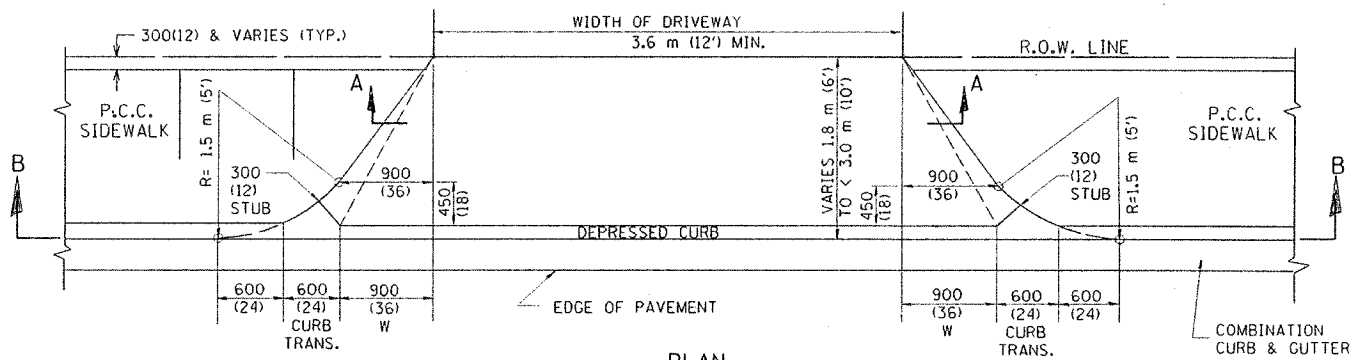 WIDTH OF DRIVEWAY
3.6 m (12') MIN.
300(12) & VARIES (TYP.)
R.O.W. LINE
A
A
P.C.C.
SIDEWALK
P.C.C.
SIDEWALK
R= 1.5 m (5')
300
(12)
STUB
900
(36)
450
(18)
VARIES 1.8 m (6')
TO < 3.0 m (10')
900
(36)
450
(18)
300
(12)
STUB
R=1.5 m (5')
B
B
DEPRESSED CURB
600
(24)
600
(24)
CURB
TRANS.
900
(36)
W
EDGE OF PAVEMENT
900
(36)
W
600
(24)
CURB
TRANS.
600
(24)
COMBINATION
CURB & GUTTER
PLAN